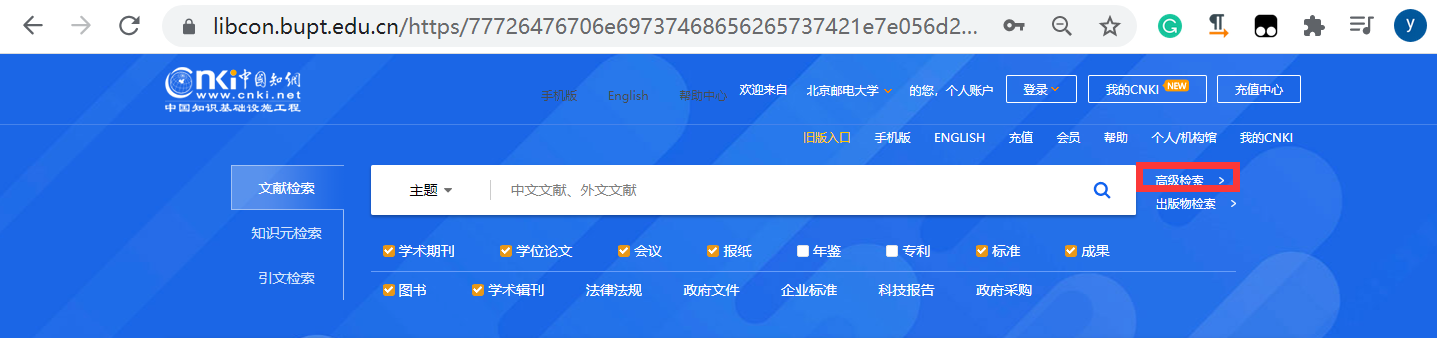 libcon.bupt.edu.cn/https/77726476706e69737468656265737421e7e056d2...
y
cnki 中国知网
www.cnki.net
中国知识基础设施工程
手机版 English 帮助中心 欢迎来自 北京邮电大学 的您，个人账户 登录 我的CNKI NEW 充值中心
旧版入口 手机版 ENGLISH 充值 会员 帮助 个人/机构馆 我的CNKI
文献检索 主题 中文文献、外文文献 高级检索 >
出版物检索 >
知识元检索
学术期刊 学位论文 会议 报纸 年鉴 专利 标准 成果
引文检索
图书 学术辑刊 法律法规 政府文件 企业标准 科技报告 政府采购